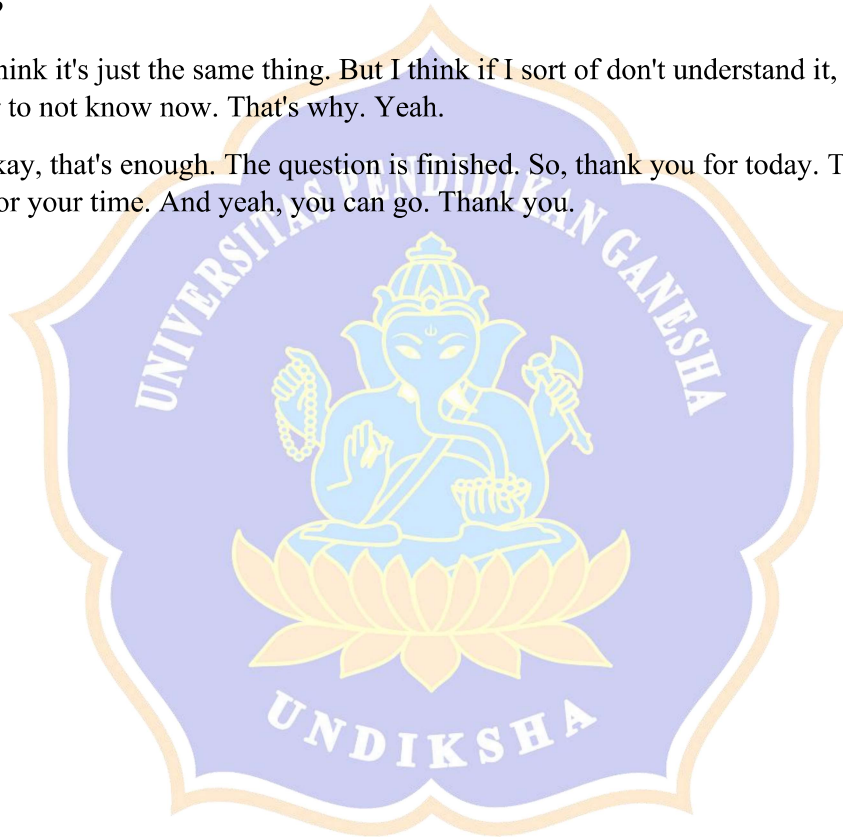 ?
hink it's just the same thing. But I think if I sort of don't understand it,
to not know now. That's why. Yeah.
kay, that's enough. The question is finished. So, thank you for today. T
or your time. And yeah, you can go. Thank you.
UNIVERSITAS PENDIDIKAN GANESHA
UNDIKSHA